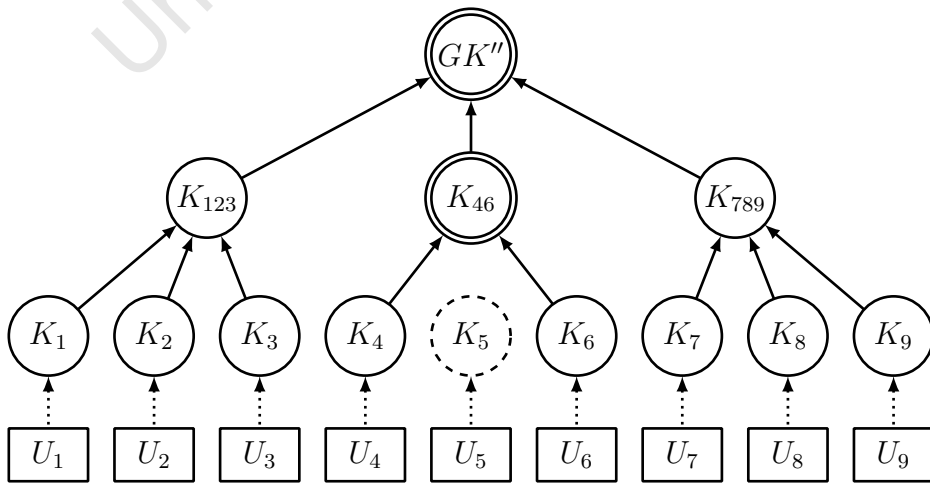 Un
GK″
K₁₂₃ K₄₆ K₇₈₉
K₁ K₂ K₃ K₄ K₅ K₆ K₇ K₈ K₉
U₁ U₂ U₃ U₄ U₅ U₆ U₇ U₈ U₉